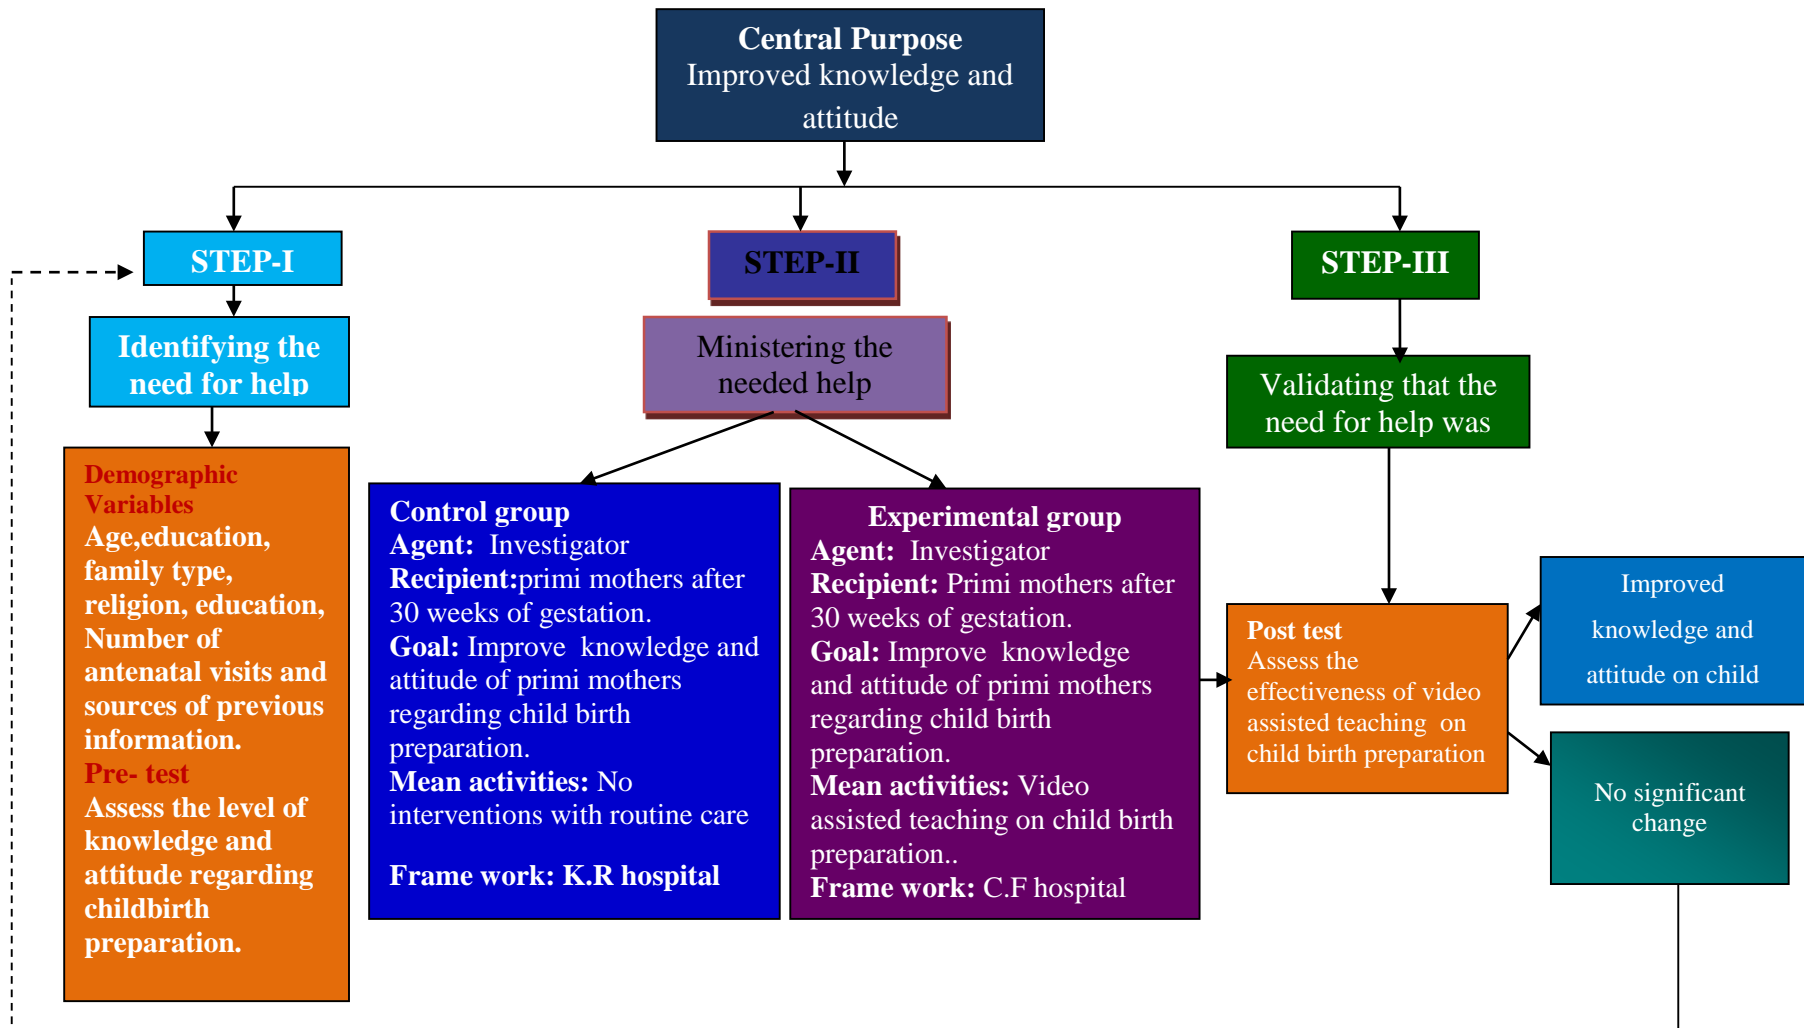 Central Purpose
Improved knowledge and
attitude
STEP-I
STEP-II
STEP-III
Identifying the
need for help
Ministering the
needed help
Validating that the
need for help was
Demographic
Variables
Age,education,
family type,
religion, education,
Number of
antenatal visits and
sources of previous
information.
Pre- test
Assess the level of
knowledge and
attitude regarding
childbirth
preparation.
Control group
Agent: Investigator
Recipient:primi mothers after
30 weeks of gestation.
Goal: Improve knowledge and
attitude of primi mothers
regarding child birth
preparation.
Mean activities: No
interventions with routine care
Frame work: K.R hospital
Experimental group
Agent: Investigator
Recipient: Primi mothers after
30 weeks of gestation.
Goal: Improve knowledge
and attitude of primi mothers
regarding child birth
preparation.
Mean activities: Video
assisted teaching on child birth
preparation..
Frame work: C.F hospital
Post test
Assess the
effectiveness of video
assisted teaching on
child birth preparation
Improved
knowledge and
attitude on child
No significant
change